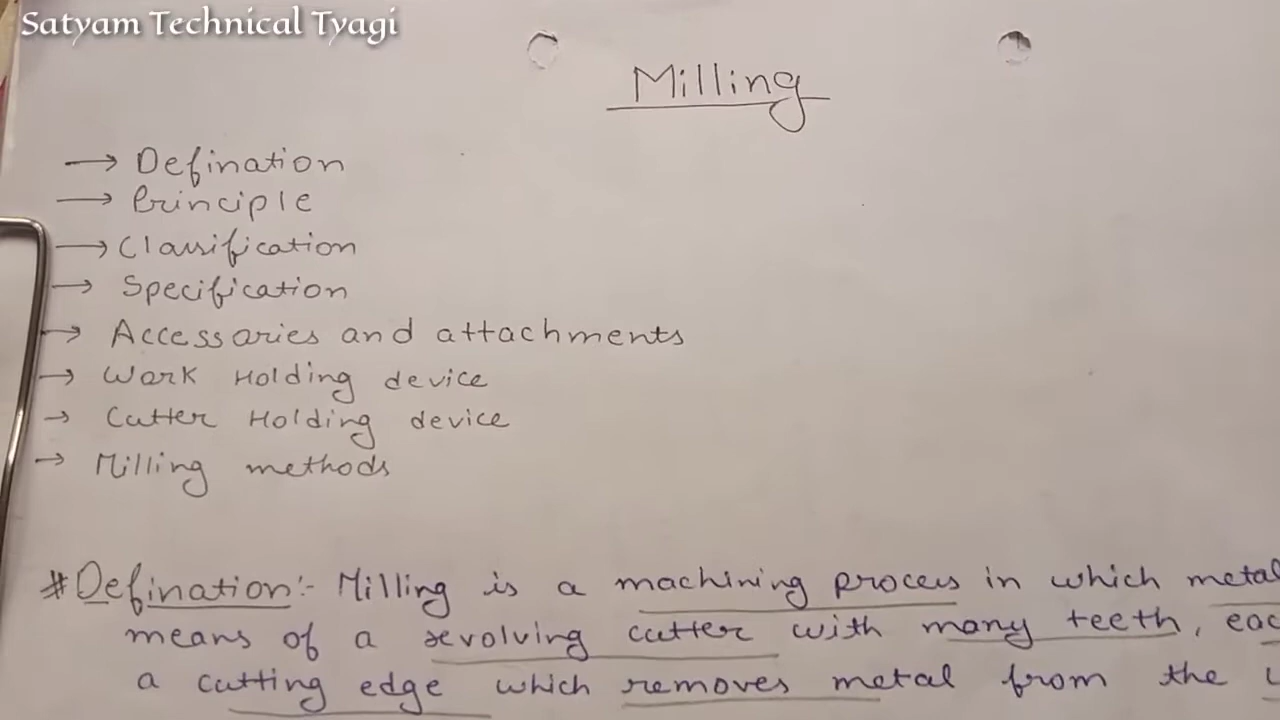 Satyam Technical Tyagi
Milling
→ Defination
→ Principle
→ Classification
→ Specification
→ Accessaries and attachments
→ Work Holding device
→ Cutter Holding device
→ Milling methods
# Defination:- Milling is a machining process in which metal
means of a revolving cutter with many teeth, eac
a cutting edge which removes metal from the